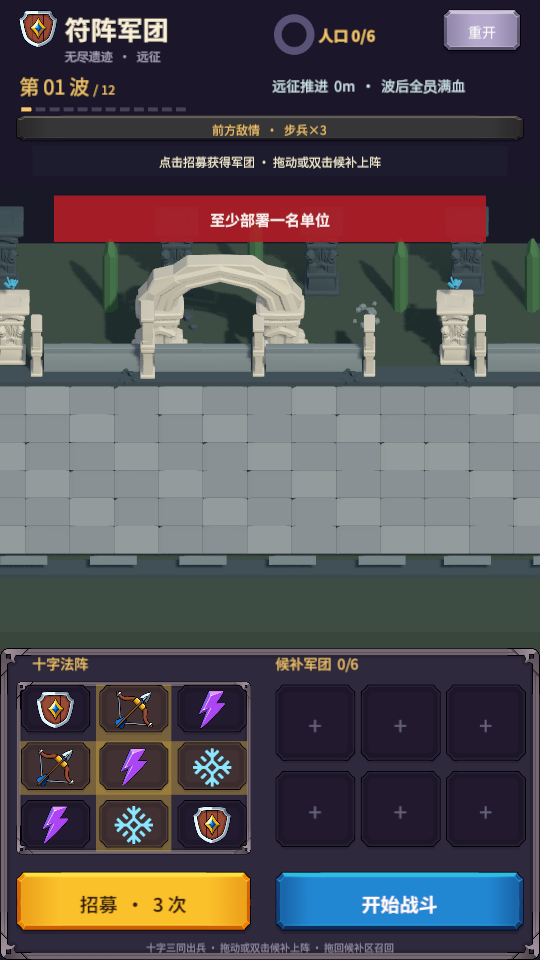 符阵军团
人口 0/6
重开
无尽遗迹 · 远征
第 01 波 / 12
远征推进 0m · 波后全员满血
前方敌情 · 步兵×3
点击招募获得军团 · 拖动或双击候补上阵
至少部署一名单位
十字法阵
候补军团 0/6
招募 · 3 次
开始战斗
十字三同出兵 · 拖动或双击候补上阵 · 拖回候补区召回